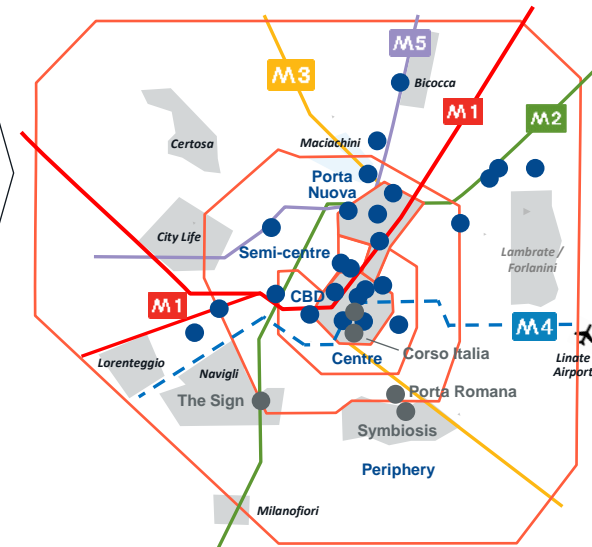 M5
M3
Bicocca
M1
M2
Certosa
Maciachini
Porta
Nuova
City Life
Semi-centre
Lambrate /
Forlanini
CBD
M1
M4
Centre
Corso Italia
Linate
Airport
Lorenteggio
Navigli
The Sign
Porta Romana
Symbiosis
Periphery
Milanofiori